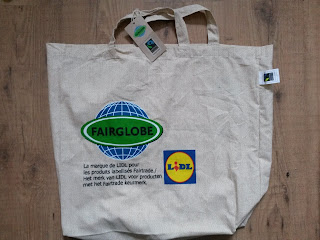 FAIRGLOBE
LIDL
La marque de LIDL pour
les produits labellisés Fairtrade./
Het merk van LIDL voor producten
met het Fairtrade keurmerk.